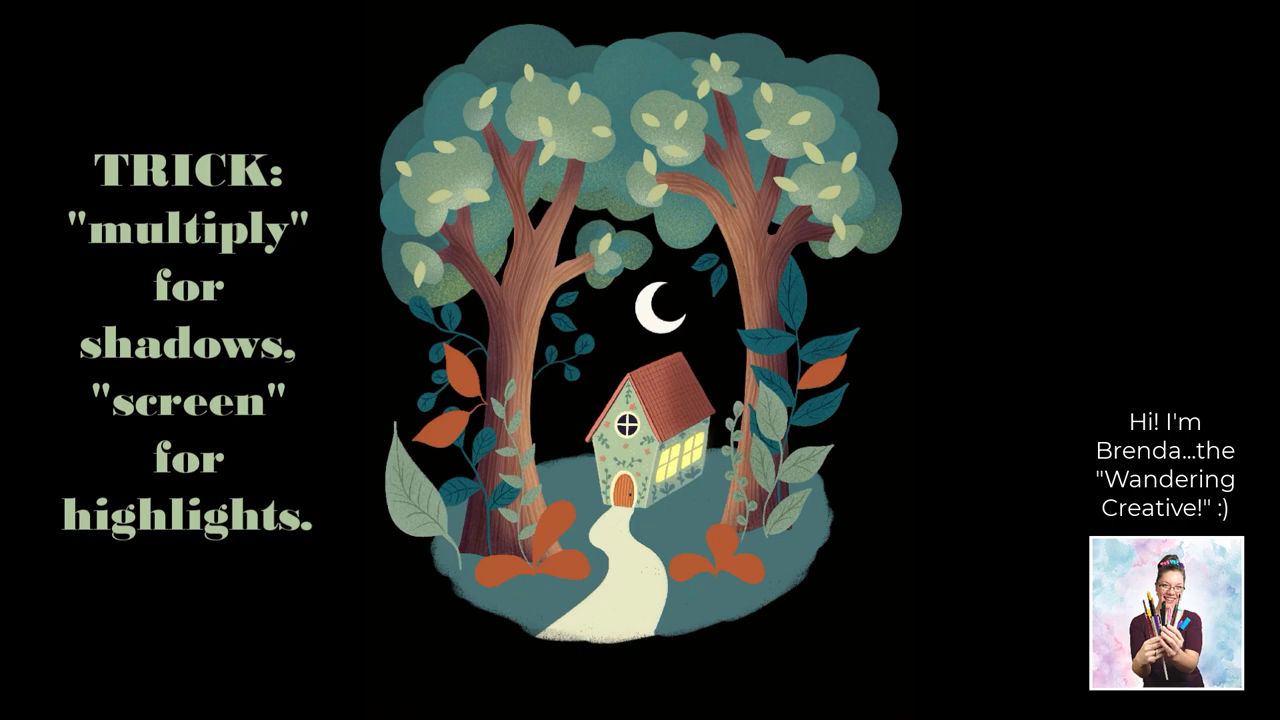 TRICK:
"multiply"
for
shadows,
"screen"
for
highlights.
Hi! I'm
Brenda...the
"Wandering
Creative!" :)